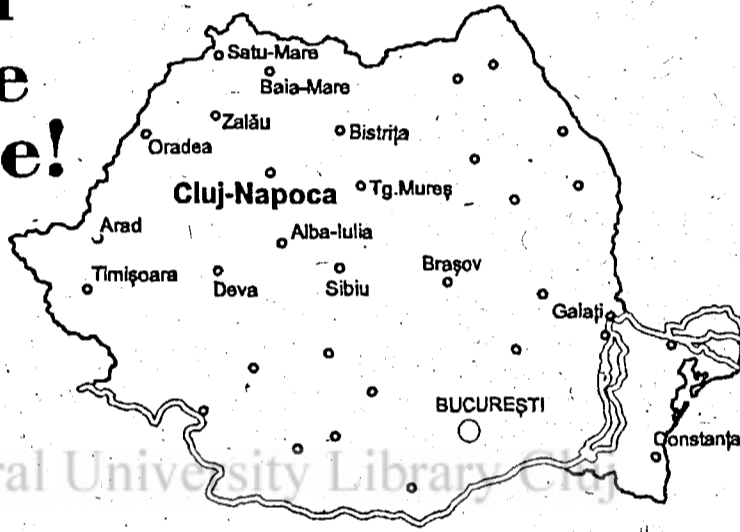 e!
Satu-Mare
Baia-Mare
Zalău
Oradea
Bistrița
Cluj-Napoca
Tg.Mureș
Arad
Alba-Iulia
Timișoara
Deva
Sibiu
Brașov
Galați
BUCUREȘTI
Constanța
ral University Library Cluj